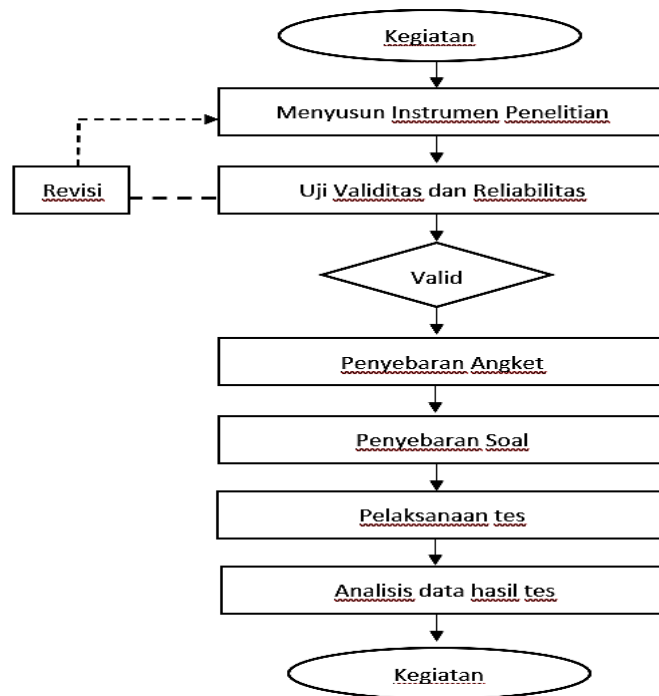 Kegiatan
Menyusun Instrumen Penelitian
Revisi
Uji Validitas dan Reliabilitas
Valid
Penyebaran Angket
Penyebaran Soal
Pelaksanaan tes
Analisis data hasil tes
Kegiatan